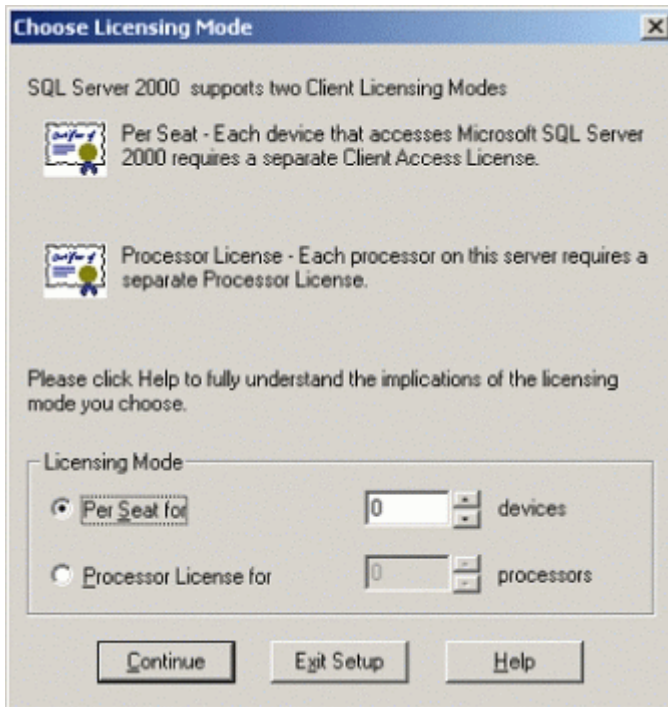 Choose Licensing Mode
SQL Server 2000 supports two Client Licensing Modes
Per Seat - Each device that accesses Microsoft SQL Server
2000 requires a separate Client Access License.
Processor License - Each processor on this server requires a
separate Processor License.
Please click Help to fully understand the implications of the licensing
mode you choose.
Licensing Mode
Per Seat for 0 devices
Processor License for 0 processors
Continue Exit Setup Help